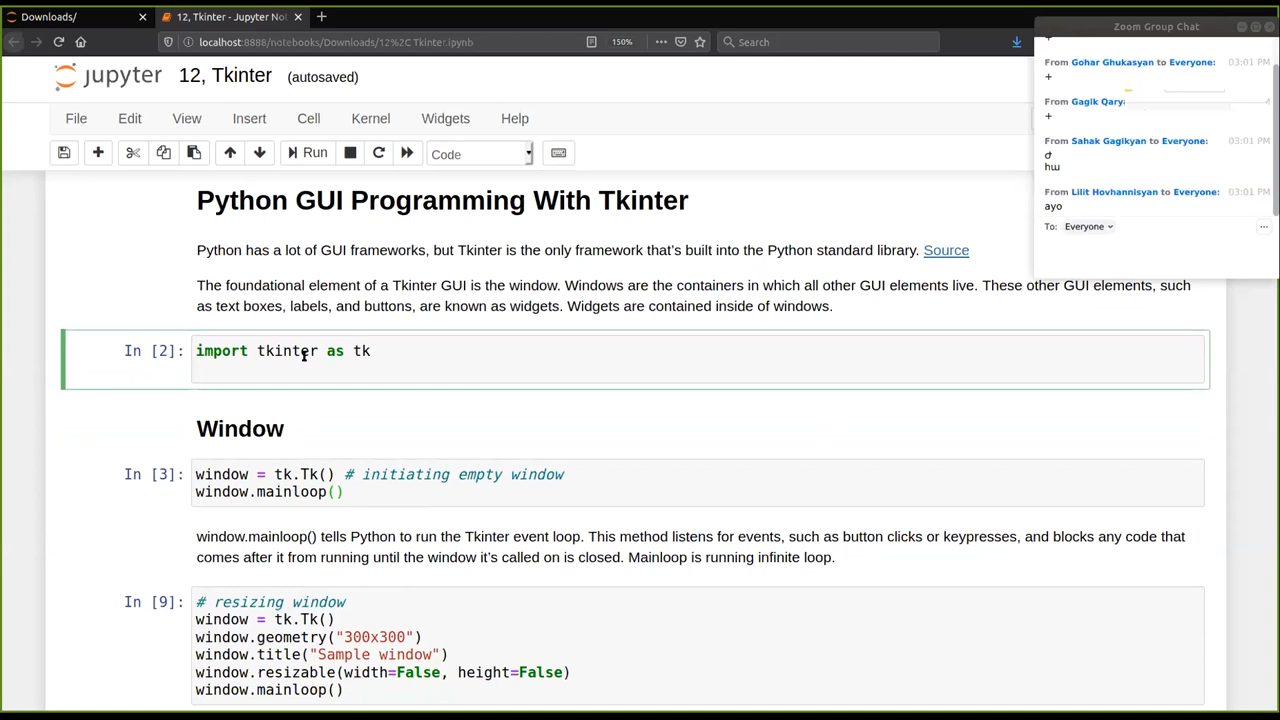 Downloads/
12, Tkinter - Jupyter Not
localhost:8888/notebooks/Downloads/12%2C Tkinter.ipynb
150%
Search
Zoom Group Chat
jupyter
12, Tkinter
(autosaved)
File Edit View Insert Cell Kernel Widgets Help
Run
Code
From Gohar Ghukasyan to Everyone: 03:01 PM
+
From Gagik Qarya
+
From Sahak Gagikyan to Everyone: 03:01 PM
հա
From Lilit Hovhannisyan to Everyone: 03:01 PM
ayo
To: Everyone
Python GUI Programming With Tkinter
Python has a lot of GUI frameworks, but Tkinter is the only framework that's built into the Python standard library. Source
The foundational element of a Tkinter GUI is the window. Windows are the containers in which all other GUI elements live. These other GUI elements, such
as text boxes, labels, and buttons, are known as widgets. Widgets are contained inside of windows.
In [2]: import tkinter as tk
Window
In [3]: window = tk.Tk() # initiating empty window
window.mainloop()
window.mainloop() tells Python to run the Tkinter event loop. This method listens for events, such as button clicks or keypresses, and blocks any code that
comes after it from running until the window it's called on is closed. Mainloop is running infinite loop.
In [9]: # resizing window
window = tk.Tk()
window.geometry("300x300")
window.title("Sample window")
window.resizable(width=False, height=False)
window.mainloop()